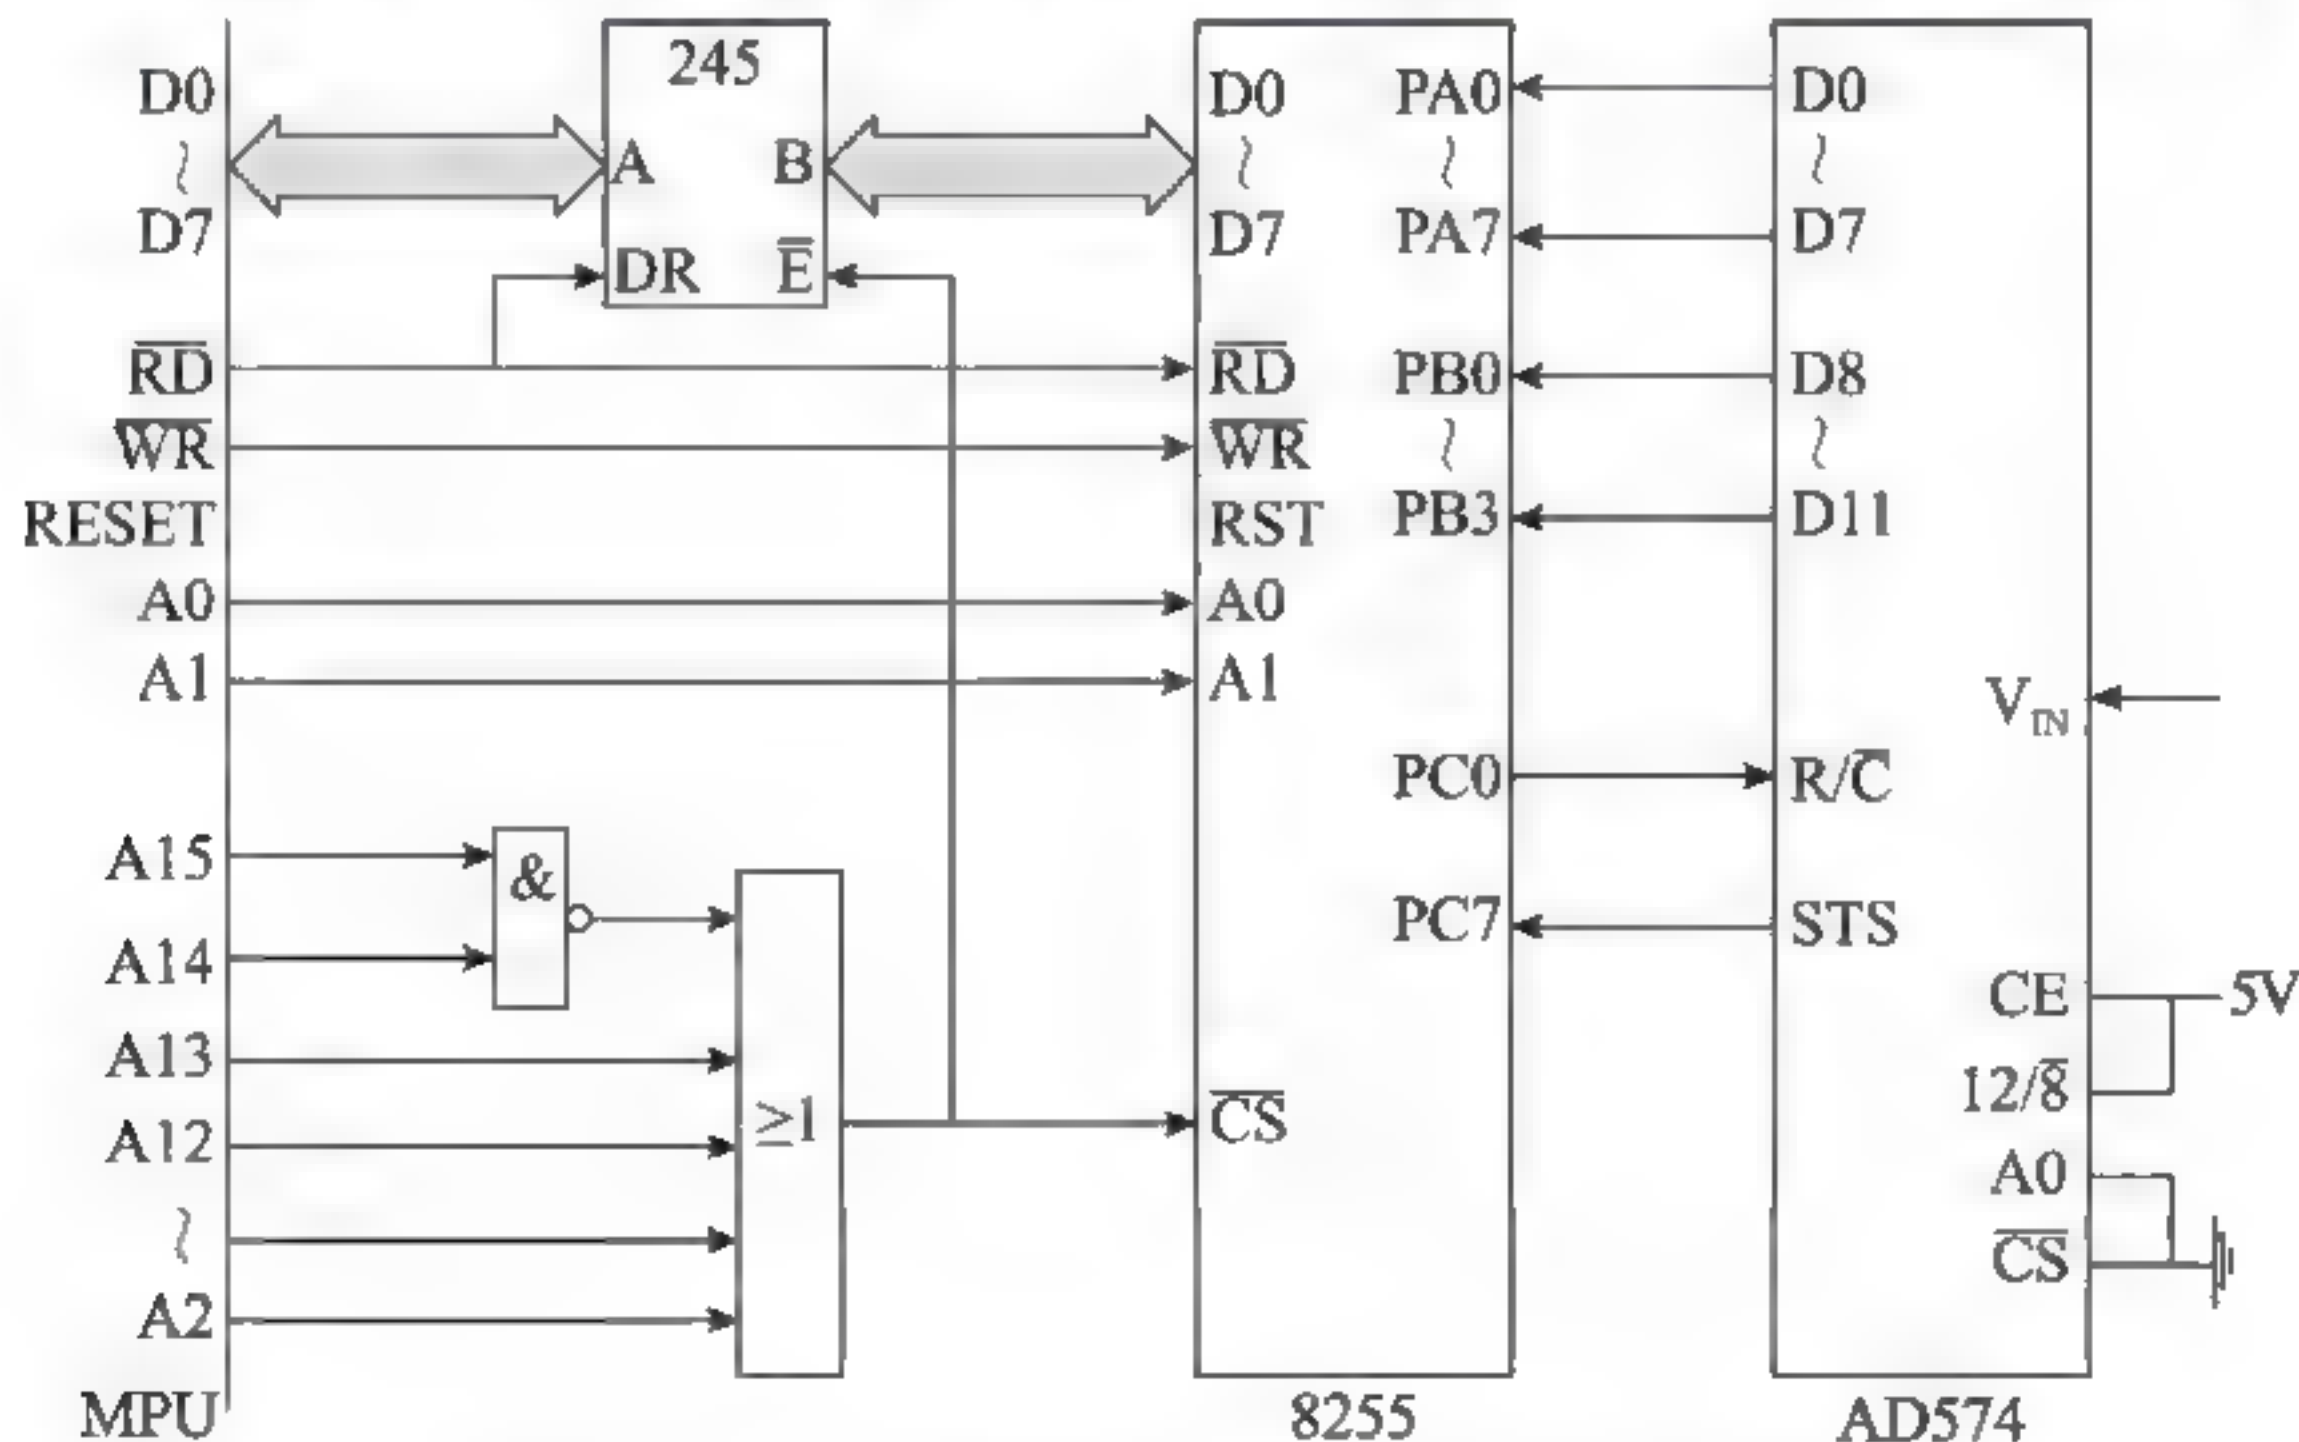 D0
~
D7
RD
WR
RESET
A0
A1
A15
A14
A13
A12
~
A2
MPU
245
A
B
DR
E
&
≥1
D0
~
D7
RD
WR
RST
A0
A1
CS
PA0
~
PA7
PB0
~
PB3
PC0
PC7
8255
D0
~
D7
D8
~
D11
VIN
R/C
STS
CE
12/8
A0
CS
AD574
5V